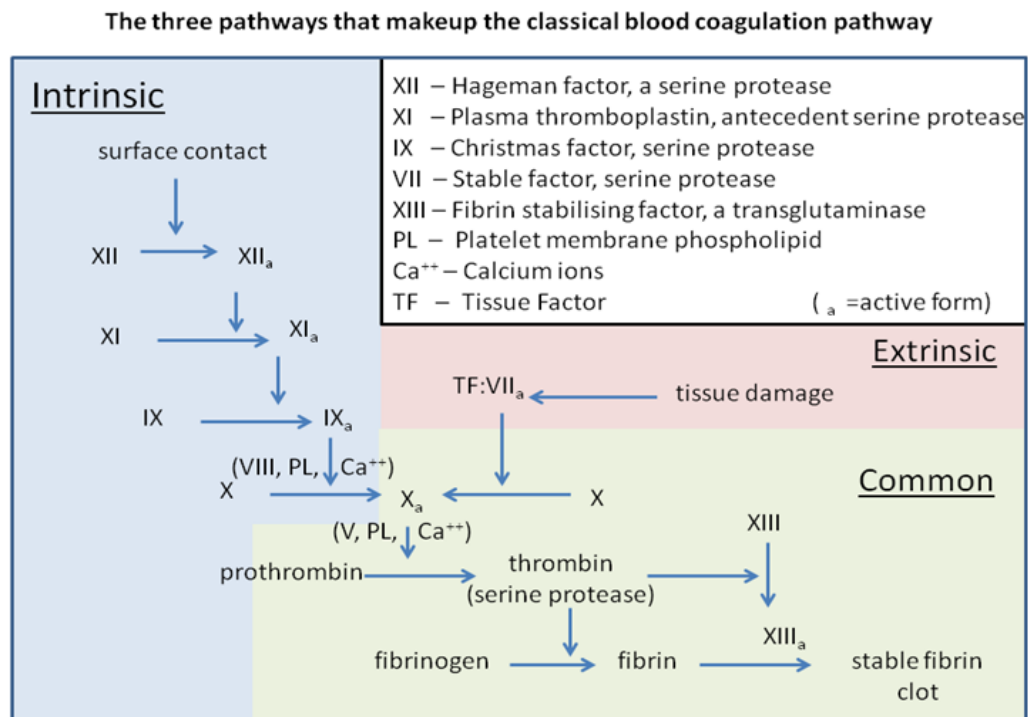 The three pathways that makeup the classical blood coagulation pathway
Intrinsic
XII – Hageman factor, a serine protease
XI – Plasma thromboplastin, antecedent serine protease
IX – Christmas factor, serine protease
VII – Stable factor, serine protease
XIII – Fibrin stabilising factor, a transglutaminase
PL – Platelet membrane phospholipid
Ca⁺⁺ – Calcium ions
TF – Tissue Factor ( ₐ =active form)
surface contact
XII XIIₐ
XI XIₐ
IX IXₐ
Extrinsic
TF:VIIₐ tissue damage
(VIII, PL, Ca⁺⁺)
X Xₐ X
Common
(V, PL, Ca⁺⁺)
XIII
prothrombin thrombin
(serine protease)
XIIIₐ
fibrinogen fibrin stable fibrin
clot